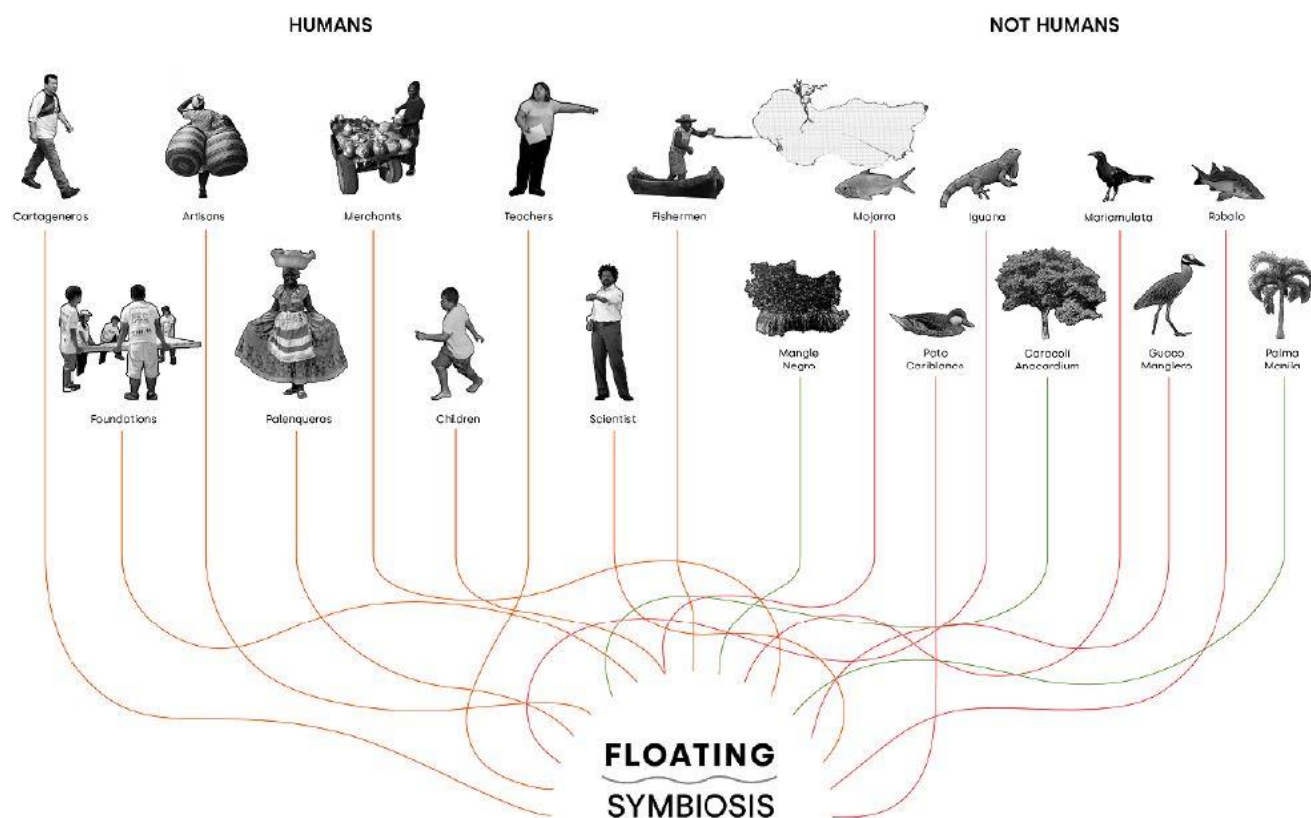 HUMANS
NOT HUMANS
Cartageneros
Artisans
Merchants
Teachers
Fishermen
Mojarra
Iguana
Mariamulata
Robalo
Foundations
Palenqueras
Children
Scientist
Mangle
Negro
Pato
Cariblanco
Caracolí
Anacardium
Guaco
Manglero
Palma
Manila
FLOATING
SYMBIOSIS